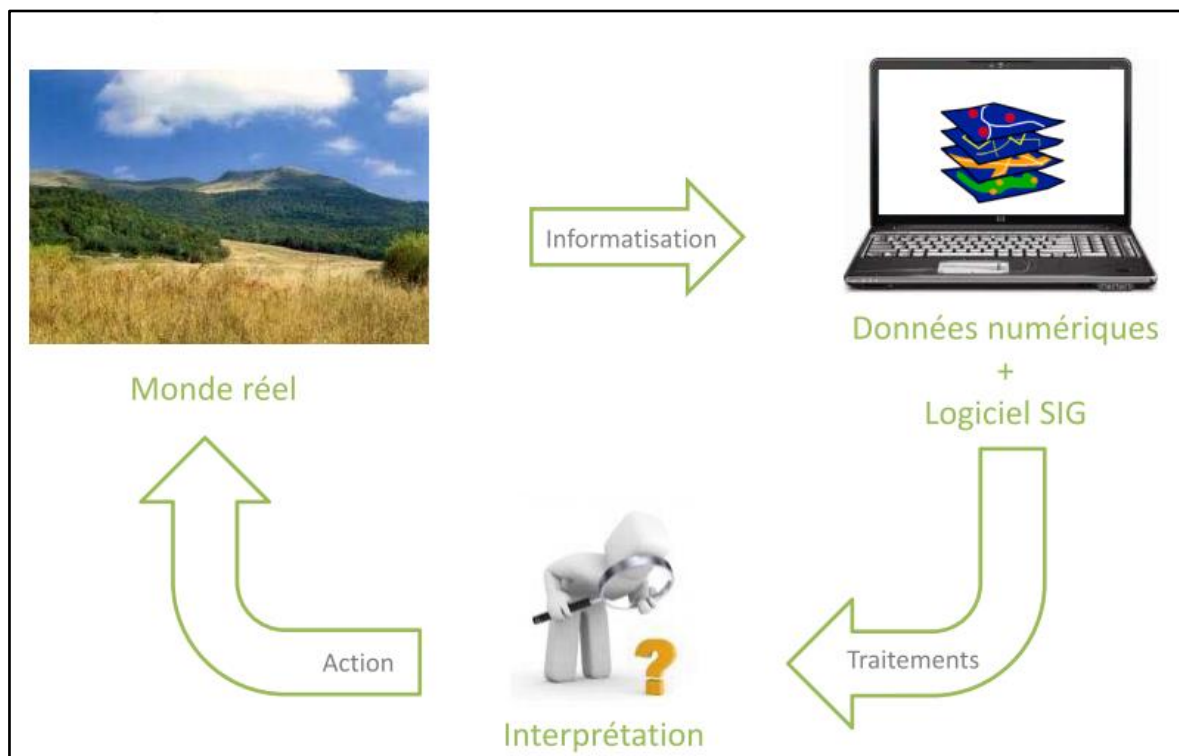 Informatisation
Données numériques
+
Logiciel SIG
Monde réel
Traitements
Action
Interprétation